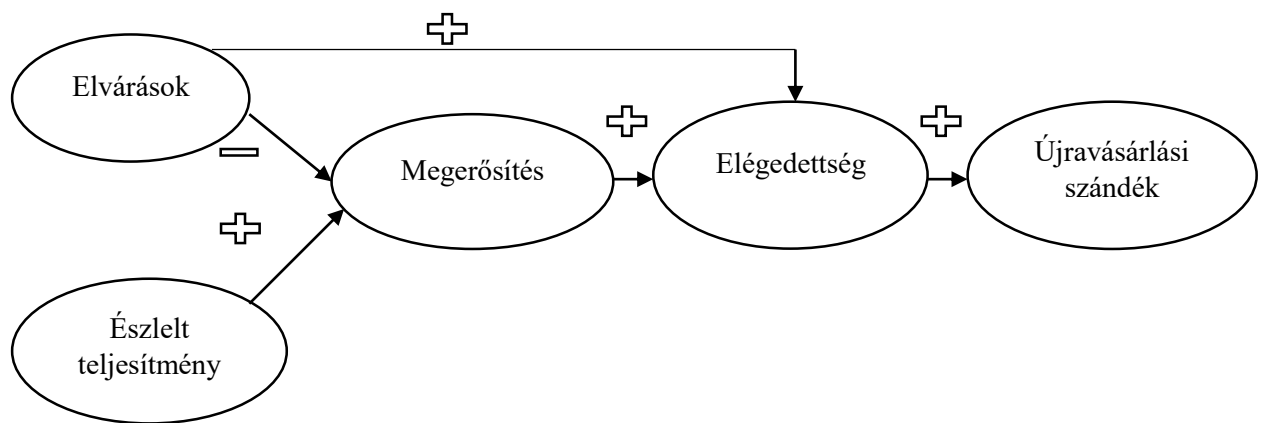 Elvárások
Megerősítés
Elégedettség
Újravásárlási
szándék
Észlelt
teljesítmény